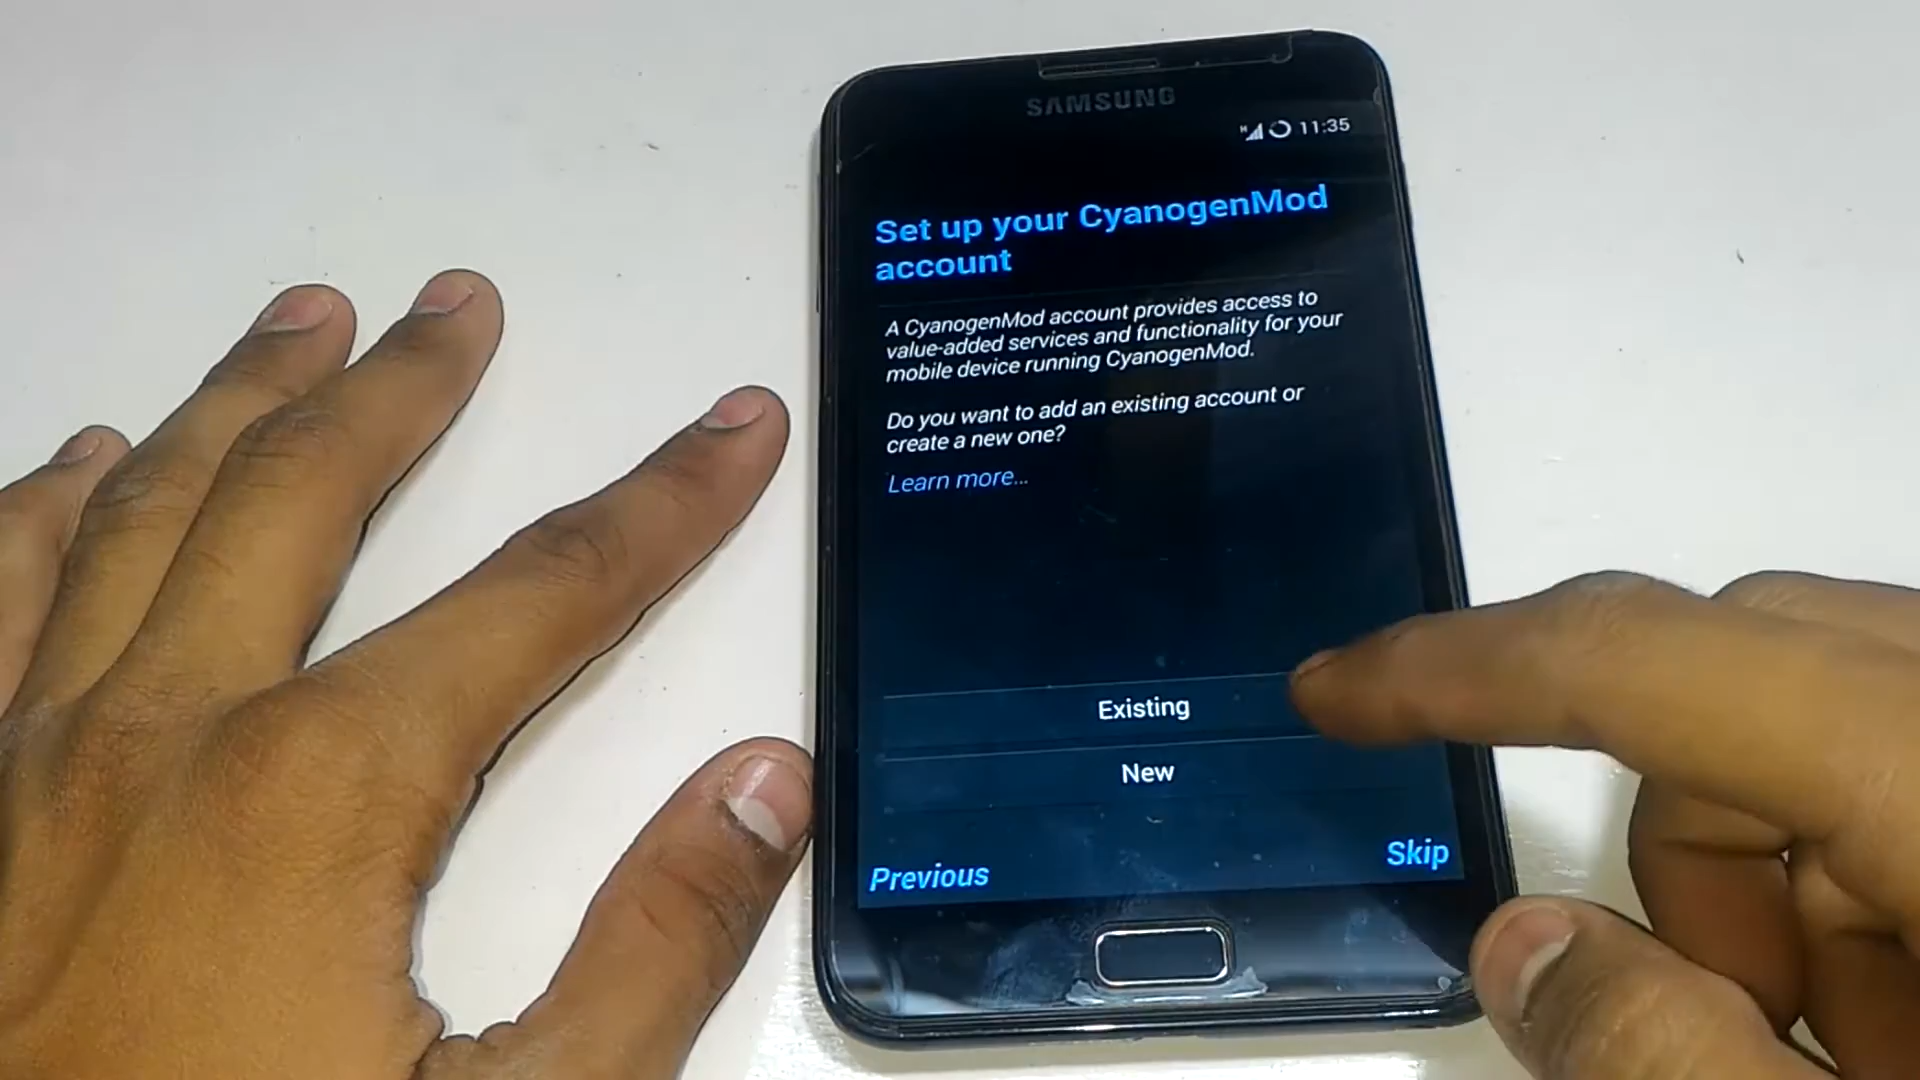 SAMSUNG
H 11:35
Set up your CyanogenMod
account
A CyanogenMod account provides access to
value-added services and functionality for your
mobile device running CyanogenMod.
Do you want to add an existing account or
create a new one?
Learn more...
Existing
New
Previous
Skip